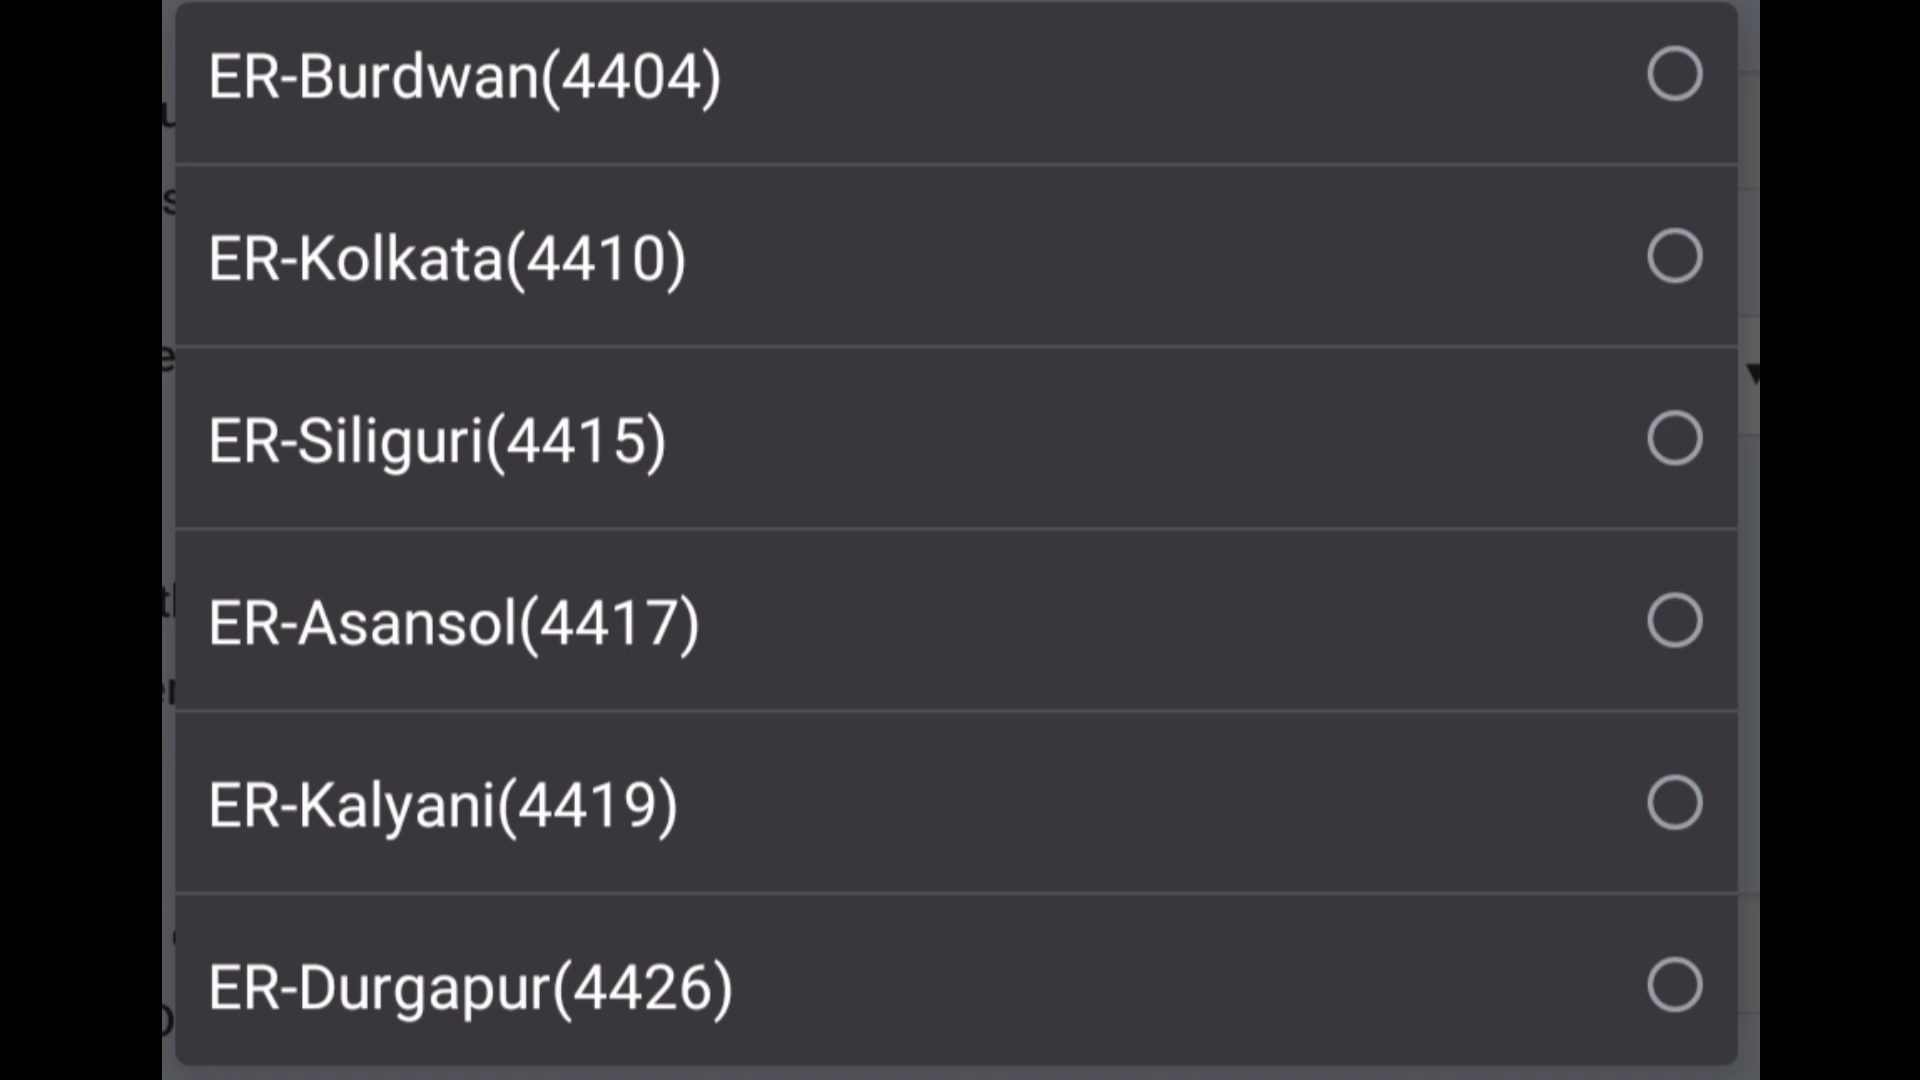 ER-Burdwan(4404)
ER-Kolkata(4410)
ER-Siliguri(4415)
ER-Asansol(4417)
ER-Kalyani(4419)
ER-Durgapur(4426)